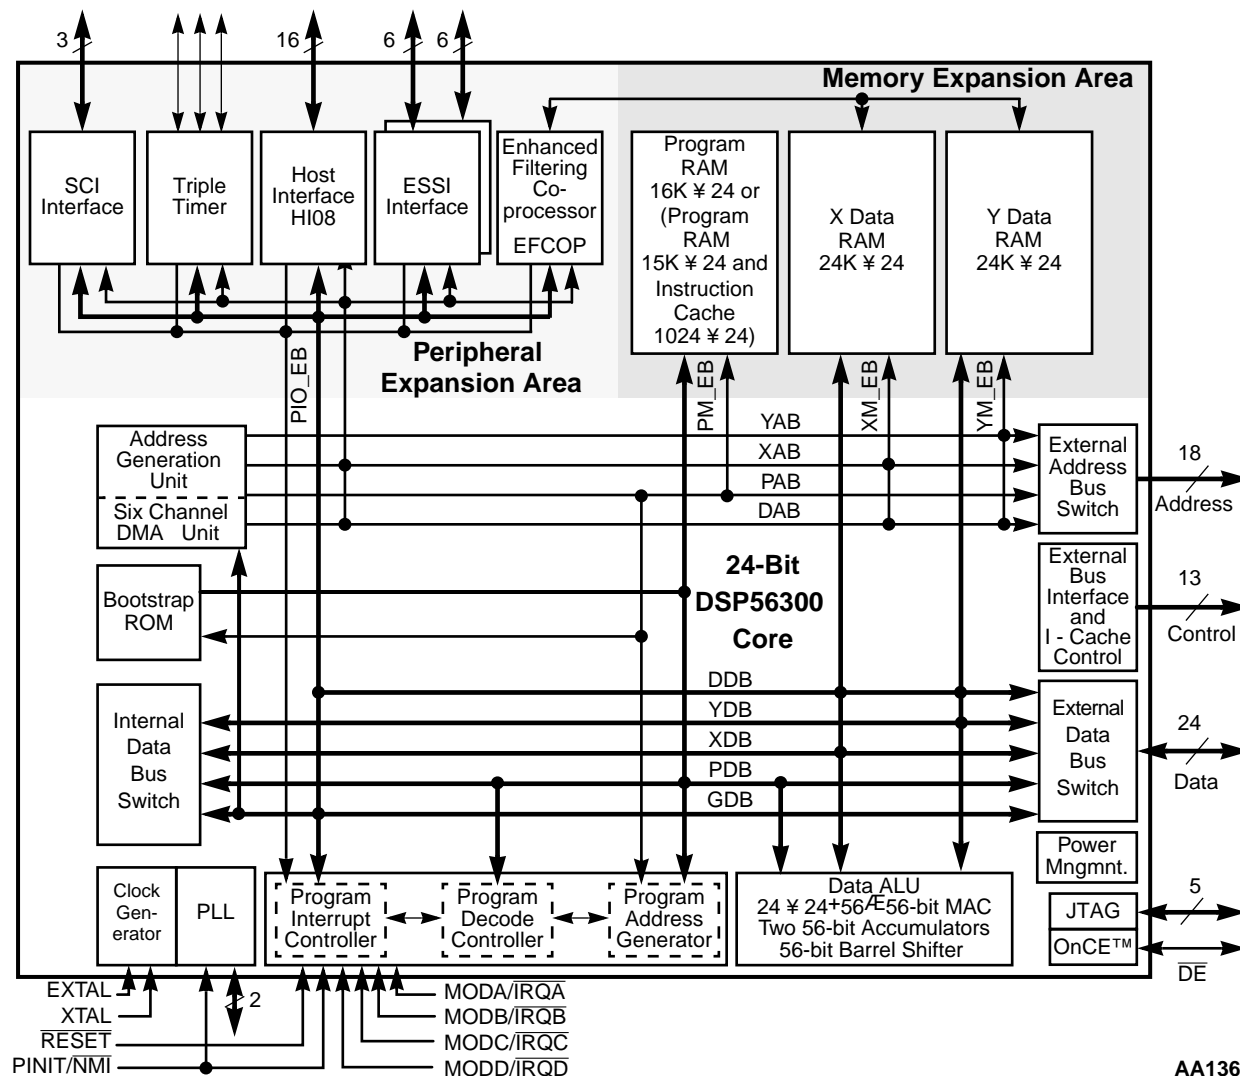 3
16
6
6
Memory Expansion Area
SCI
Interface
Triple
Timer
Host
Interface
HI08
ESSI
Interface
Enhanced
Filtering
Co-
processor
EFCOP
Program
RAM
16K ¥ 24 or
(Program
RAM
15K ¥ 24 and
Instruction
Cache
1024 ¥ 24)
X Data
RAM
24K ¥ 24
Y Data
RAM
24K ¥ 24
Peripheral
Expansion Area
PIO_EB
PM_EB
XM_EB
YM_EB
Address
Generation
Unit
Six Channel
DMA Unit
YAB
XAB
PAB
DAB
External
Address
Bus
Switch
18
Address
Bootstrap
ROM
24-Bit
DSP56300
Core
External
Bus
Interface
and
I - Cache
Control
13
Control
Internal
Data
Bus
Switch
DDB
YDB
XDB
PDB
GDB
External
Data
Bus
Switch
24
Data
Power
Mngmnt.
Clock
Gen-
erator
PLL
Program
Interrupt
Controller
Program
Decode
Controller
Program
Address
Generator
Data ALU
24 ¥ 24+56Æ56-bit MAC
Two 56-bit Accumulators
56-bit Barrel Shifter
JTAG
OnCE™
5
DE
EXTAL
XTAL
RESET
PINIT/NMI
2
MODA/IRQA
MODB/IRQB
MODC/IRQC
MODD/IRQD
AA136